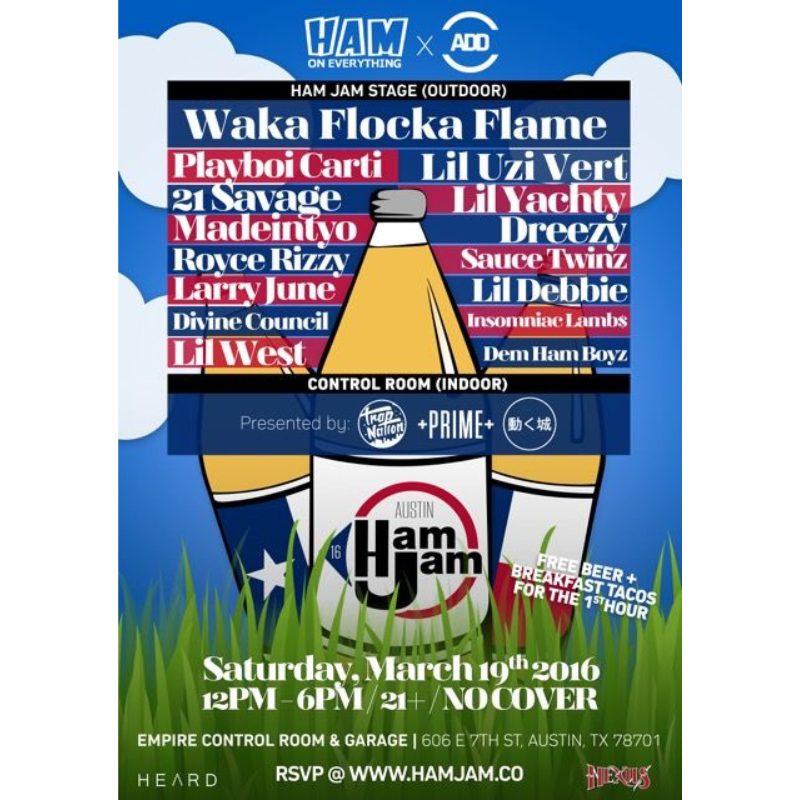 HAM
ON EVERYTHING
X
ADD
HAM JAM STAGE (OUTDOOR)
Waka Flocka Flame
Playboi Carti Lil Uzi Vert
21 Savage Lil Yachty
Madeintyo Dreezy
Royce Rizzy Sauce Twinz
Larry June Lil Debbie
Divine Council Insomniac Lamb$
Lil West Dem Ham Boyz
CONTROL ROOM (INDOOR)
Presented by: Trap Nation +PRIME+ 動く城
AUSTIN
16 Ham Jam
FREE BEER +
BREAKFAST TACOS
FOR THE 1ST HOUR
Saturday, March 19th 2016
12PM - 6PM / 21+ / NO COVER
EMPIRE CONTROL ROOM & GARAGE | 606 E 7TH ST, AUSTIN, TX 78701
HEARD RSVP @ WWW.HAMJAM.CO NEXUS